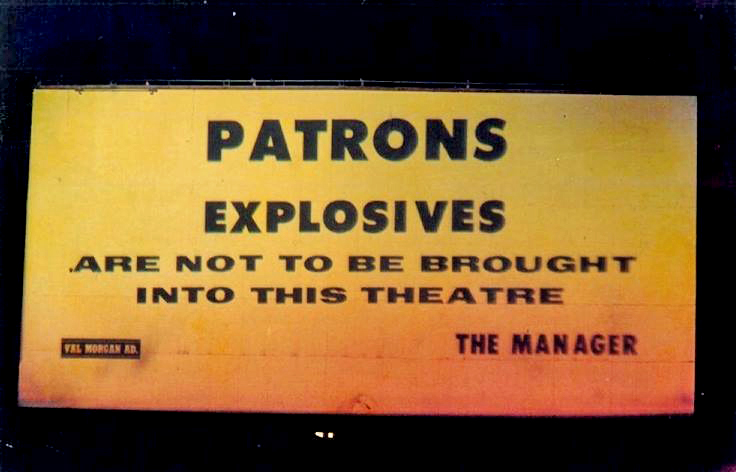 PATRONS
EXPLOSIVES
ARE NOT TO BE BROUGHT
INTO THIS THEATRE
VAL MORGAN AD.
THE MANAGER